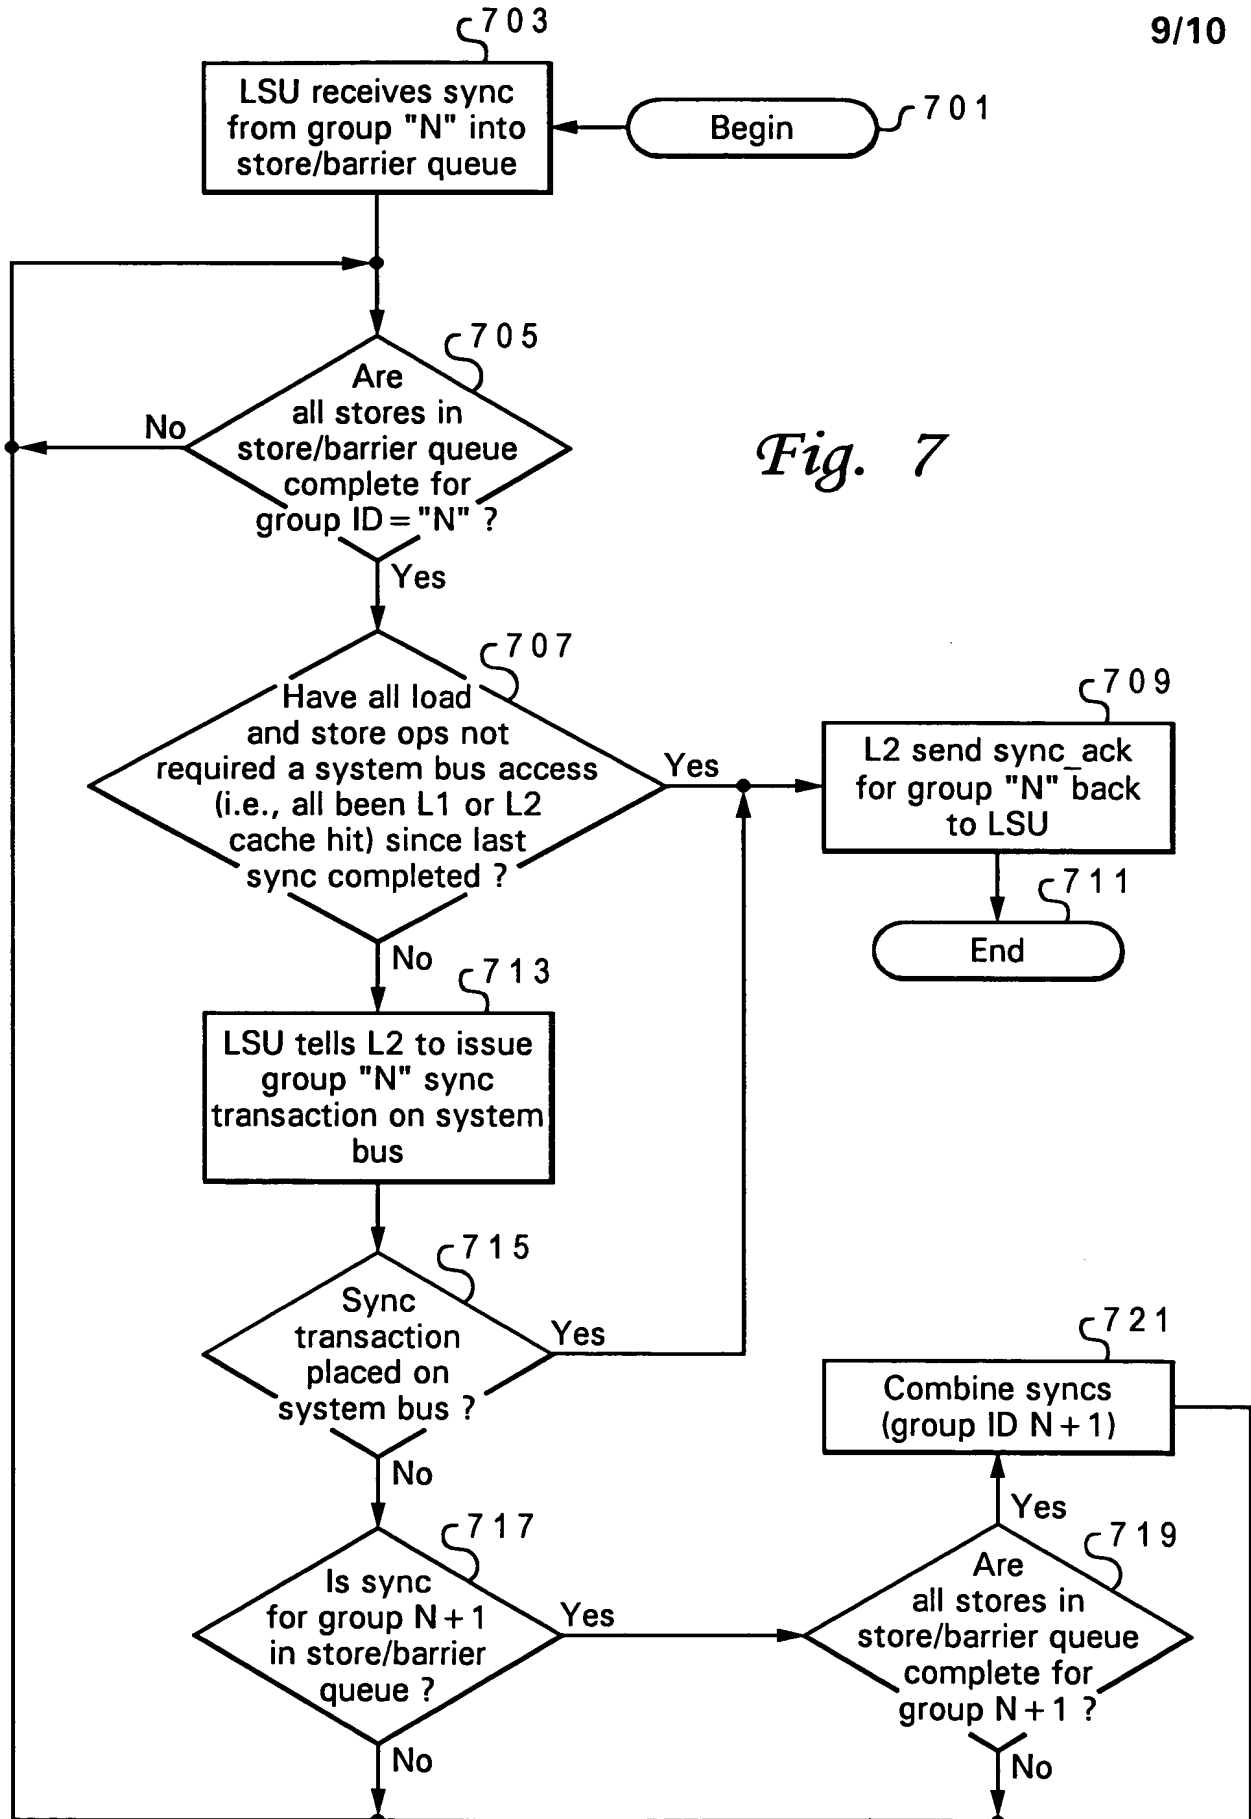 9/10
703
LSU receives sync
from group "N" into
store/barrier queue
Begin
701
705
Are
all stores in
store/barrier queue
complete for
group ID = "N" ?
No
Yes
Fig. 7
707
Have all load
and store ops not
required a system bus access
(i.e., all been L1 or L2
cache hit) since last
sync completed ?
Yes
No
709
L2 send sync_ack
for group "N" back
to LSU
711
End
713
LSU tells L2 to issue
group "N" sync
transaction on system
bus
715
Sync
transaction
placed on
system bus ?
Yes
No
717
Is sync
for group N + 1
in store/barrier
queue ?
Yes
No
721
Combine syncs
(group ID N + 1)
Yes
719
Are
all stores in
store/barrier queue
complete for
group N + 1 ?
No